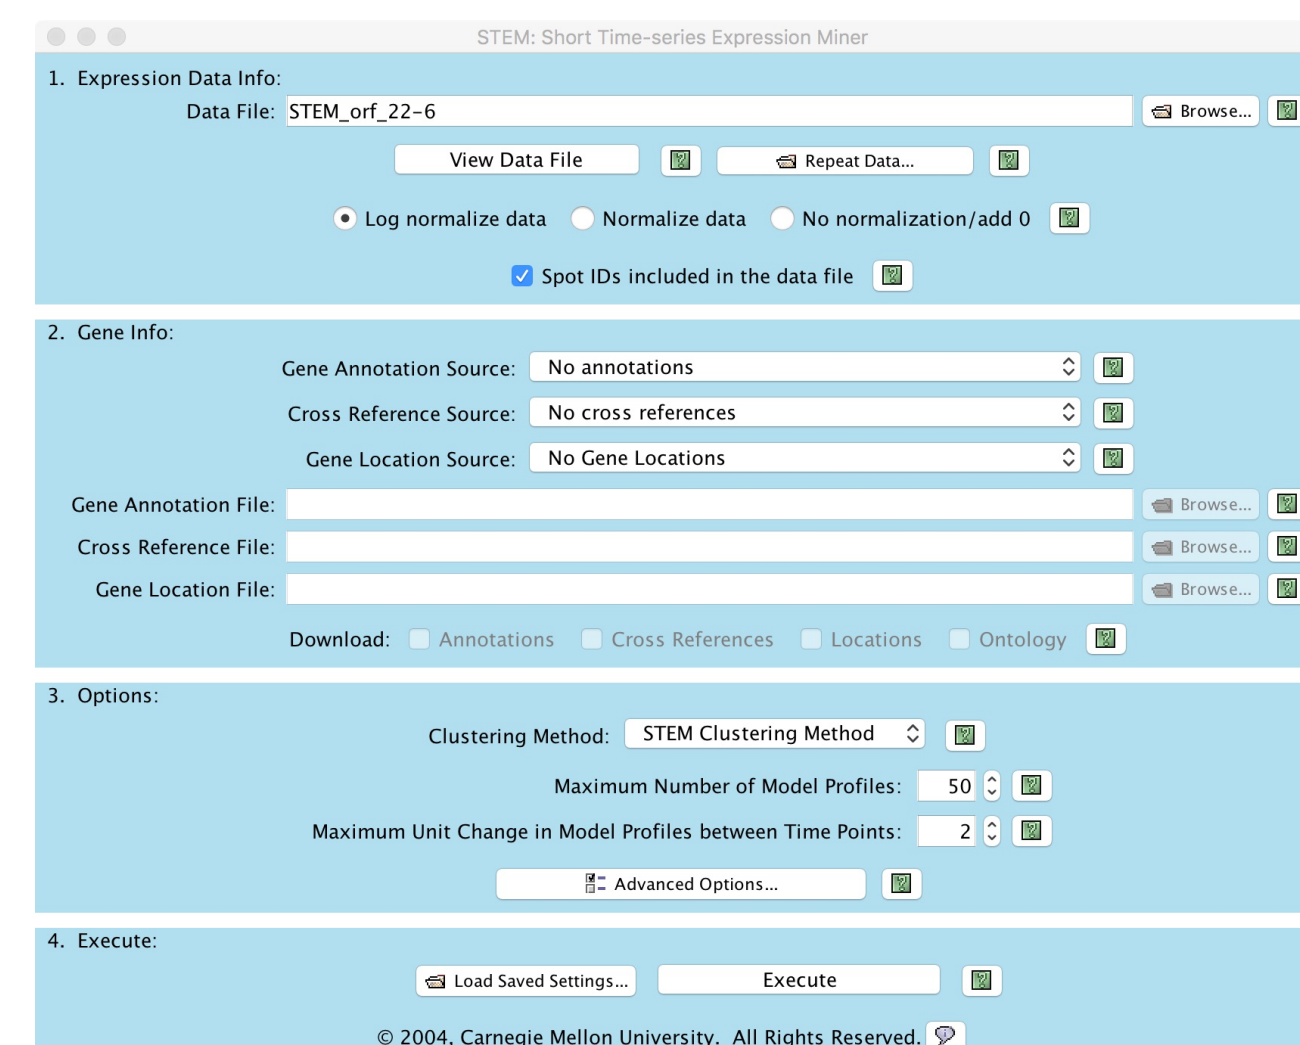 STEM: Short Time-series Expression Miner
1. Expression Data Info:
Data File: STEM_orf_22-6 Browse...
View Data File Repeat Data...
Log normalize data Normalize data No normalization/add 0
Spot IDs included in the data file
2. Gene Info:
Gene Annotation Source: No annotations
Cross Reference Source: No cross references
Gene Location Source: No Gene Locations
Gene Annotation File: Browse...
Cross Reference File: Browse...
Gene Location File: Browse...
Download: Annotations Cross References Locations Ontology
3. Options:
Clustering Method: STEM Clustering Method
Maximum Number of Model Profiles: 50
Maximum Unit Change in Model Profiles between Time Points: 2
Advanced Options...
4. Execute:
Load Saved Settings... Execute
© 2004, Carnegie Mellon University. All Rights Reserved.